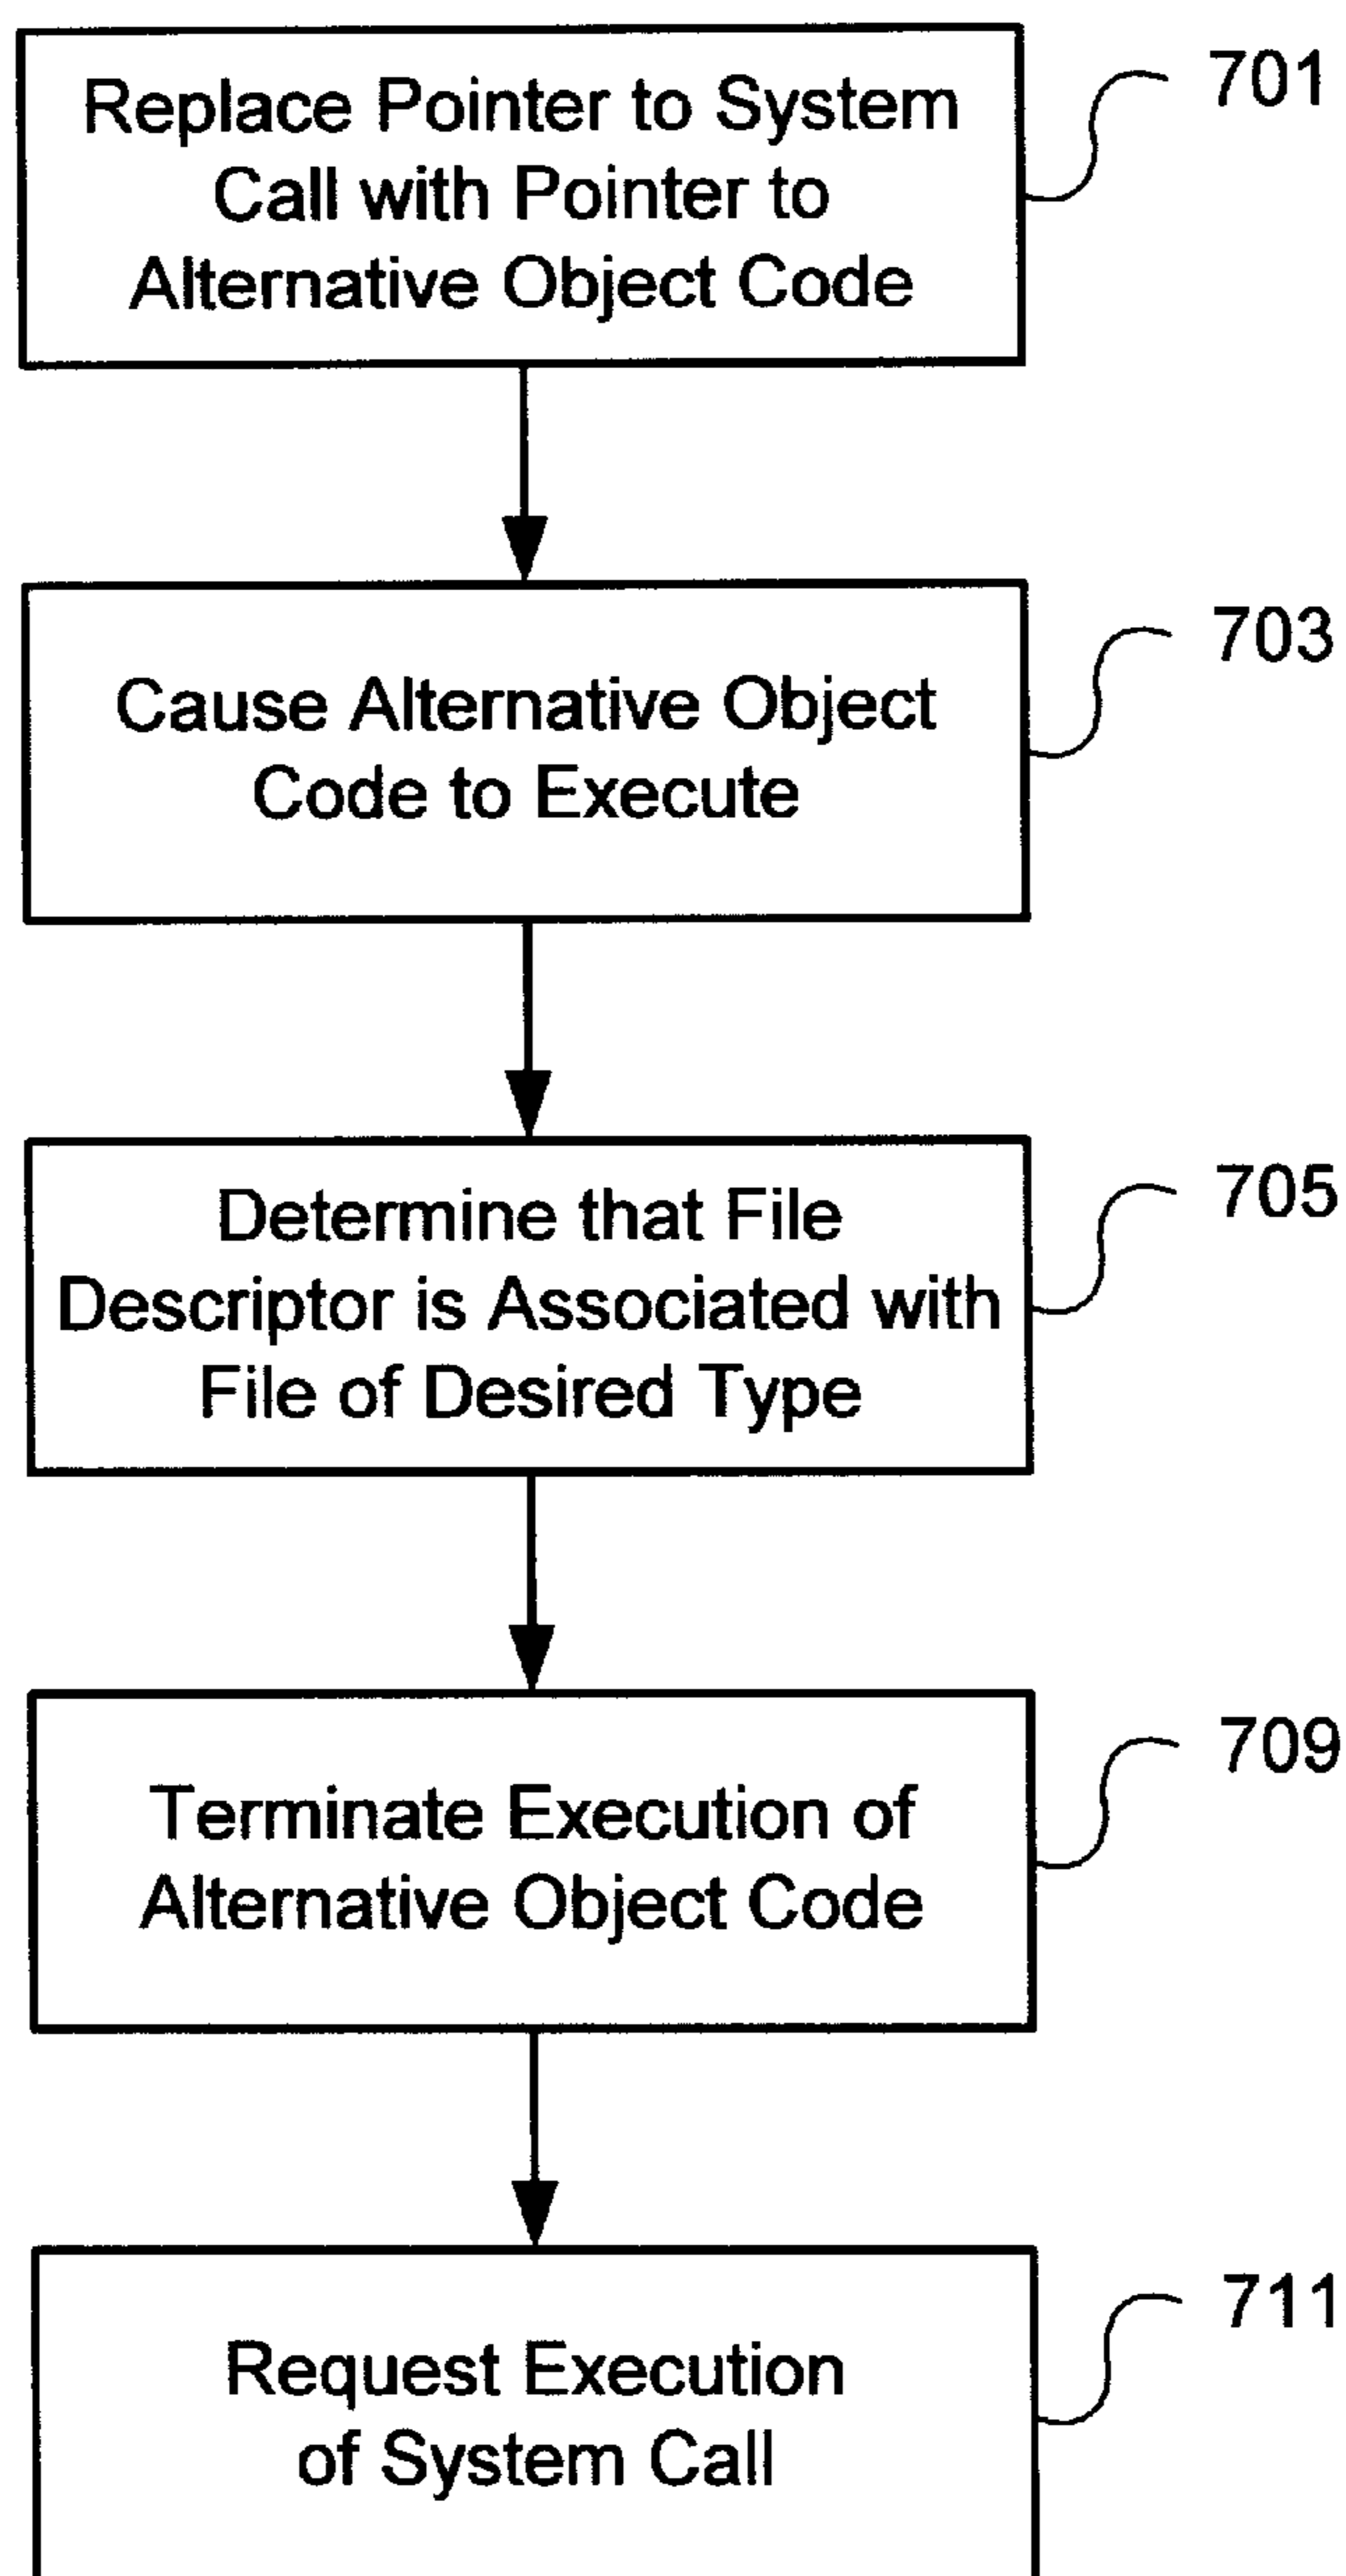 Replace Pointer to System
Call with Pointer to
Alternative Object Code
701
Cause Alternative Object
Code to Execute
703
Determine that File
Descriptor is Associated with
File of Desired Type
705
Terminate Execution of
Alternative Object Code
709
Request Execution
of System Call
711